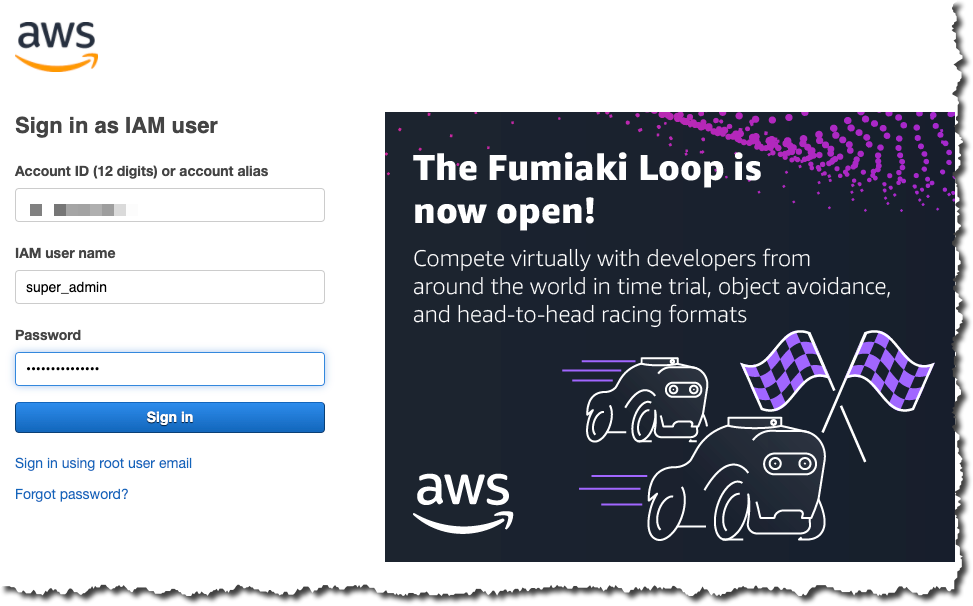 aws
Sign in as IAM user
Account ID (12 digits) or account alias
IAM user name
super_admin
Password
•••••••••••••••
Sign in
Sign in using root user email
Forgot password?
The Fumiaki Loop is
now open!
Compete virtually with developers from
around the world in time trial, object avoidance,
and head-to-head racing formats
aws